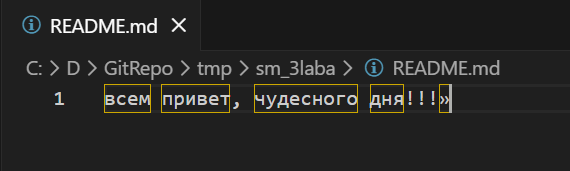 README.md
C: > D > GitRepo > tmp > sm_3laba > README.md
1 всем привет, чудесного дня!!!»